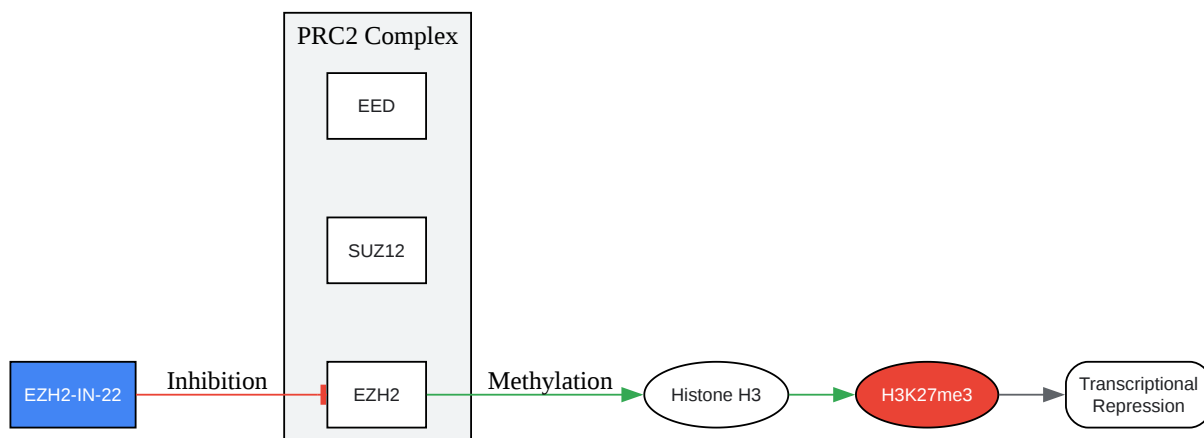 PRC2 Complex
EED
SUZ12
EZH2-IN-22
Inhibition
EZH2
Methylation
Histone H3
H3K27me3
Transcriptional
Repression